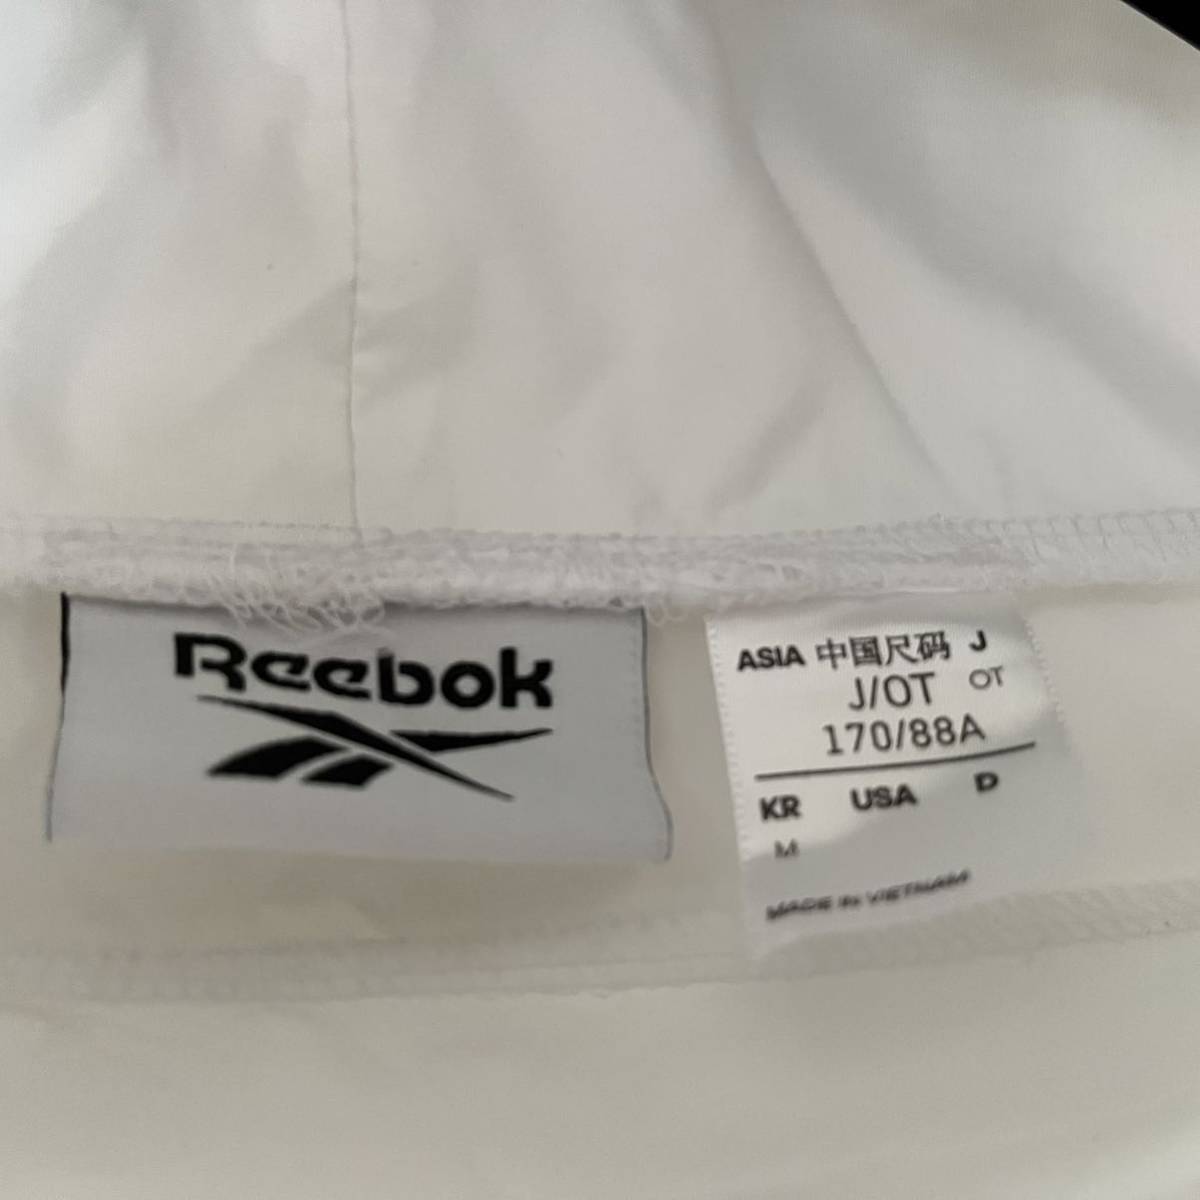 Reebok
ASIA 中国尺码 J
J/OT OT
170/88A
KR USA D
M
MADE IN VIETNAM